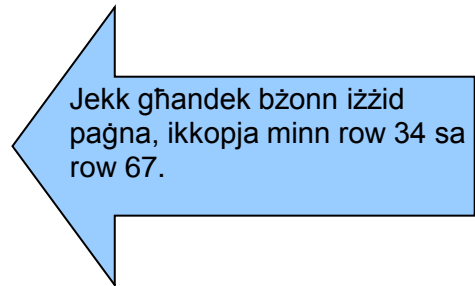 Jekk għandek bżonn iżżid
paġna, ikkopja minn row 34 sa
row 67.